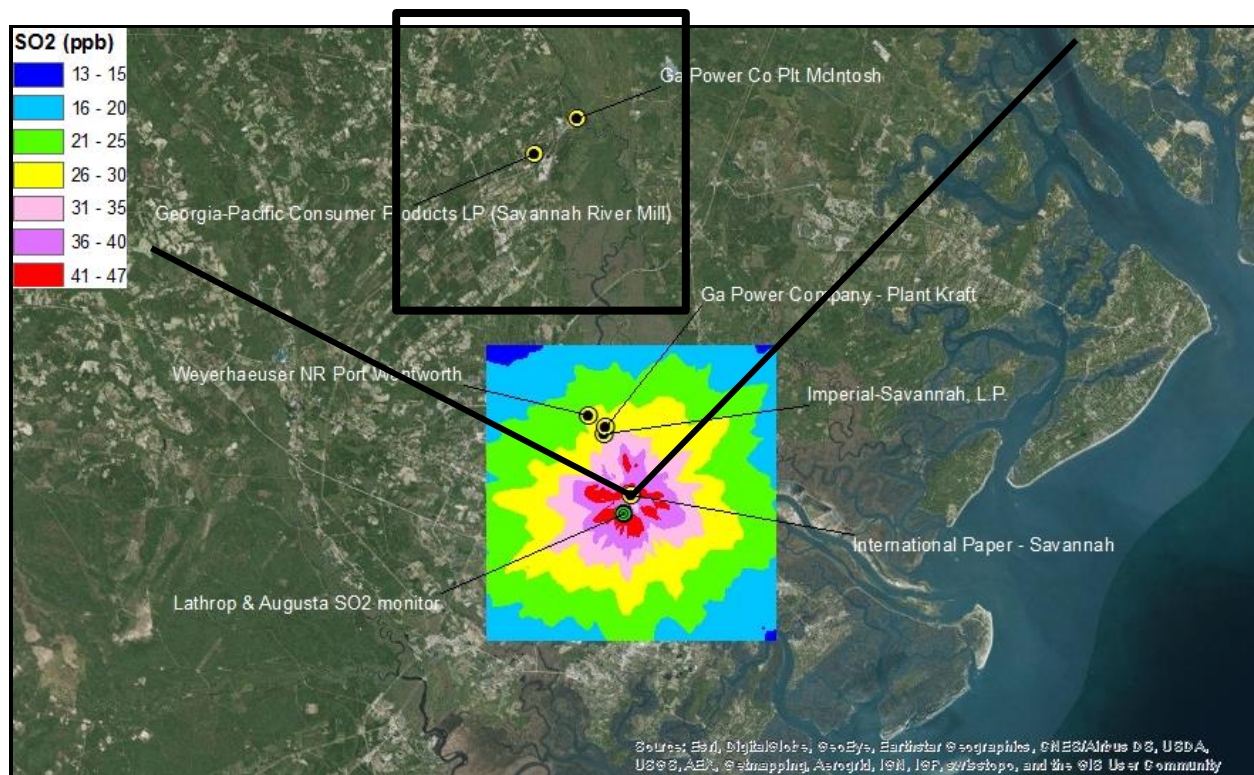 SO2 (ppb)
13 - 15
16 - 20
21 - 25
26 - 30
31 - 35
36 - 40
41 - 47
Ga Power Co Plt McIntosh
Georgia-Pacific Consumer Products LP (Savannah River Mill)
Ga Power Company - Plant Kraft
Weyerhaeuser NR Port Wentworth
Imperial-Savannah, L.P.
International Paper - Savannah
Lathrop & Augusta SO2 monitor
Source: Esri, DigitalGlobe, GeoEye, Earthstar Geographics, CNES/Airbus DS, USDA,
USGS, AEX, Getmapping, Aerogrid, IGN, IGP, swisstopo, and the GIS User Community